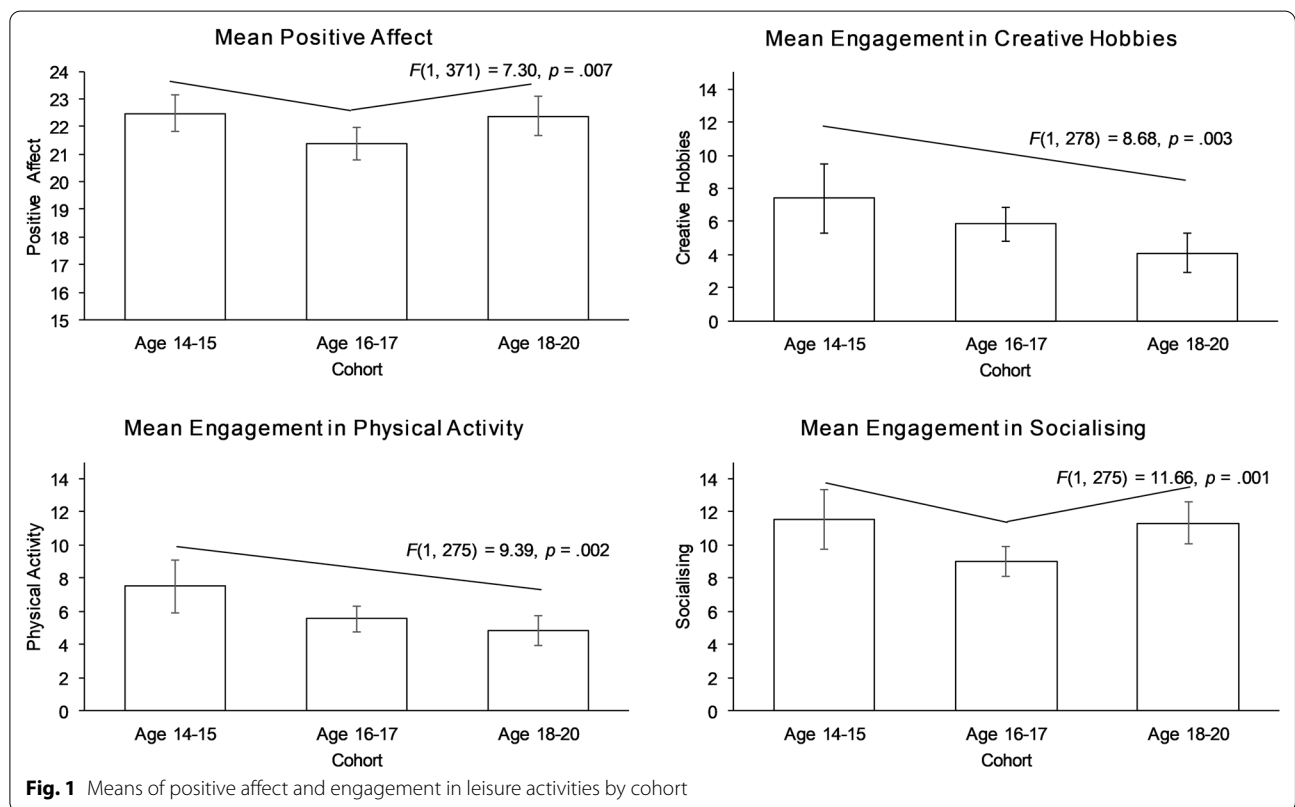 Mean Positive Affect
F(1, 371) = 7.30, p = .007
Positive Affect
24
23
22
21
20
19
18
17
16
15
Age 14-15 Age 16-17 Age 18-20
Cohort
Mean Engagement in Creative Hobbies
F(1, 278) = 8.68, p = .003
Creative Hobbies
14
12
10
8
6
4
2
0
Age 14-15 Age 16-17 Age 18-20
Cohort
Mean Engagement in Physical Activity
F(1, 275) = 9.39, p = .002
Physical Activity
14
12
10
8
6
4
2
0
Age 14-15 Age 16-17 Age 18-20
Cohort
Mean Engagement in Socialising
F(1, 275) = 11.66, p = .001
Socialising
14
12
10
8
6
4
2
0
Age 14-15 Age 16-17 Age 18-20
Cohort
Fig. 1 Means of positive affect and engagement in leisure activities by cohort